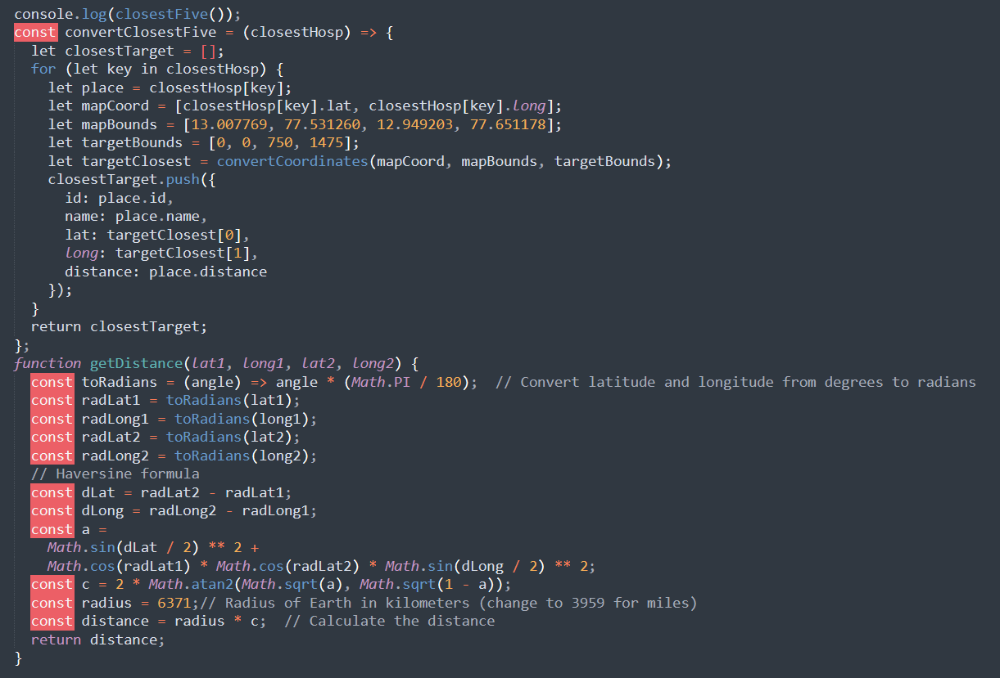 console.log(closestFive());
const convertClosestFive = (closestHosp) => {
  let closestTarget = [];
  for (let key in closestHosp) {
    let place = closestHosp[key];
    let mapCoord = [closestHosp[key].lat, closestHosp[key].long];
    let mapBounds = [13.007769, 77.531260, 12.949203, 77.651178];
    let targetBounds = [0, 0, 750, 1475];
    let targetClosest = convertCoordinates(mapCoord, mapBounds, targetBounds);
    closestTarget.push({
      id: place.id,
      name: place.name,
      lat: targetClosest[0],
      long: targetClosest[1],
      distance: place.distance
    });
  }
  return closestTarget;
};
function getDistance(lat1, long1, lat2, long2) {
  const toRadians = (angle) => angle * (Math.PI / 180);  // Convert latitude and longitude from degrees to radians
  const radLat1 = toRadians(lat1);
  const radLong1 = toRadians(long1);
  const radLat2 = toRadians(lat2);
  const radLong2 = toRadians(long2);
  // Haversine formula
  const dLat = radLat2 - radLat1;
  const dLong = radLong2 - radLong1;
  const a =
    Math.sin(dLat / 2) ** 2 +
    Math.cos(radLat1) * Math.cos(radLat2) * Math.sin(dLong / 2) ** 2;
  const c = 2 * Math.atan2(Math.sqrt(a), Math.sqrt(1 - a));
  const radius = 6371;// Radius of Earth in kilometers (change to 3959 for miles)
  const distance = radius * c;  // Calculate the distance
  return distance;
}